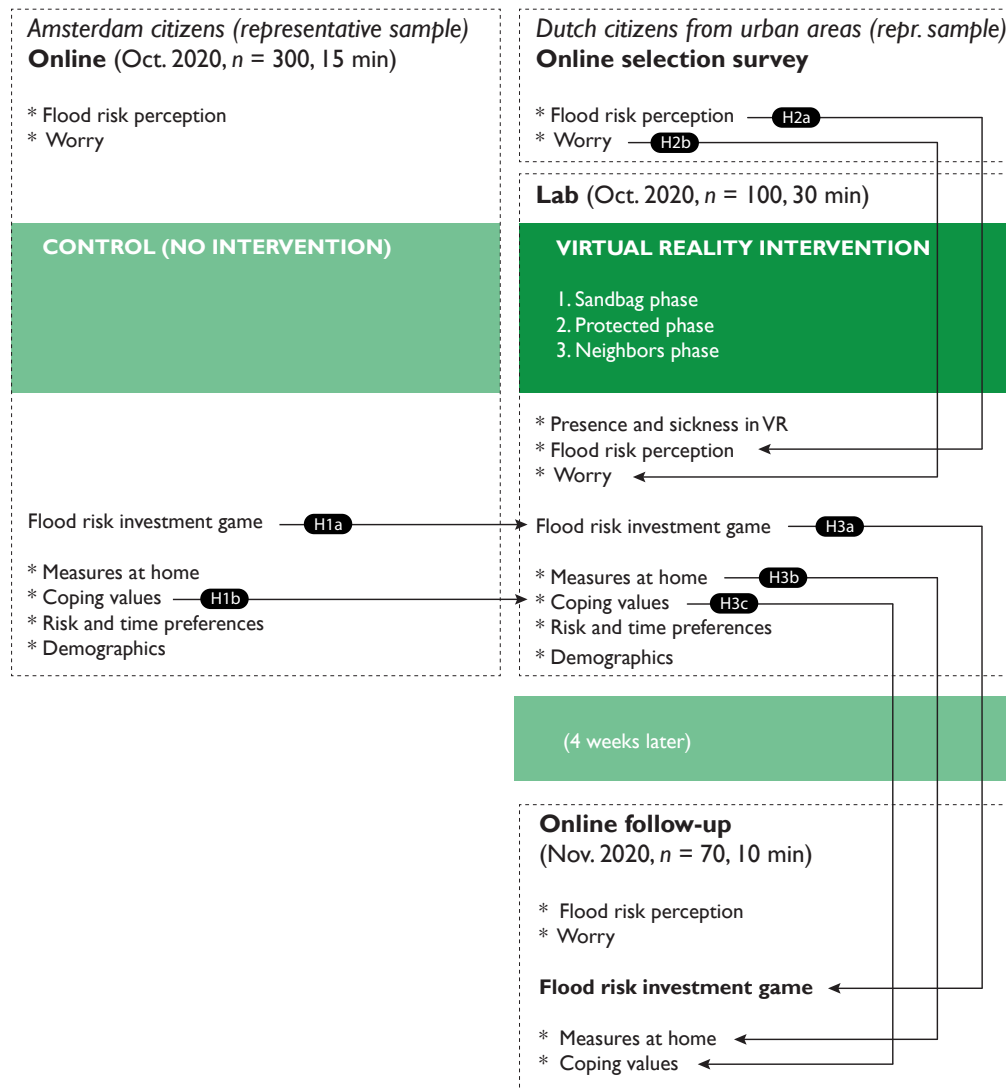 Amsterdam citizens (representative sample)
Online (Oct. 2020, n = 300, 15 min)
* Flood risk perception
* Worry
CONTROL (NO INTERVENTION)
Flood risk investment game
H1a
* Measures at home
* Coping values
H1b
* Risk and time preferences
* Demographics
Dutch citizens from urban areas (repr. sample)
Online selection survey
* Flood risk perception
H2a
* Worry
H2b
Lab (Oct. 2020, n = 100, 30 min)
VIRTUAL REALITY INTERVENTION
1. Sandbag phase
2. Protected phase
3. Neighbors phase
* Presence and sickness in VR
* Flood risk perception
* Worry
Flood risk investment game
H3a
* Measures at home
H3b
* Coping values
H3c
* Risk and time preferences
* Demographics
(4 weeks later)
Online follow-up
(Nov. 2020, n = 70, 10 min)
* Flood risk perception
* Worry
Flood risk investment game
* Measures at home
* Coping values